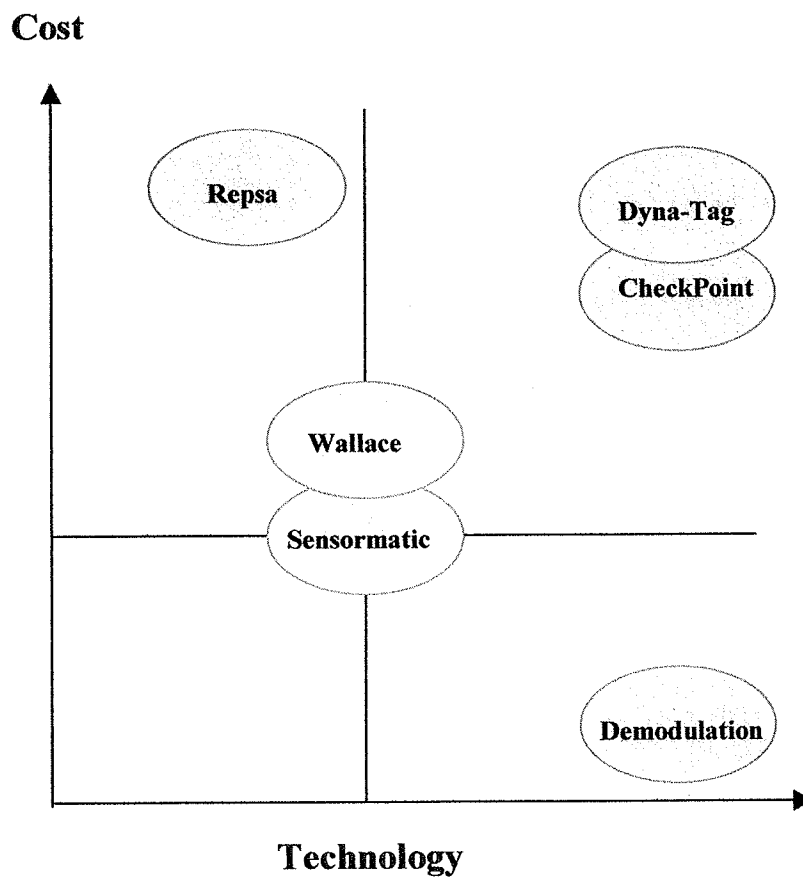 Cost
Repsa
Dyna-Tag
CheckPoint
Wallace
Sensormatic
Demodulation
Technology